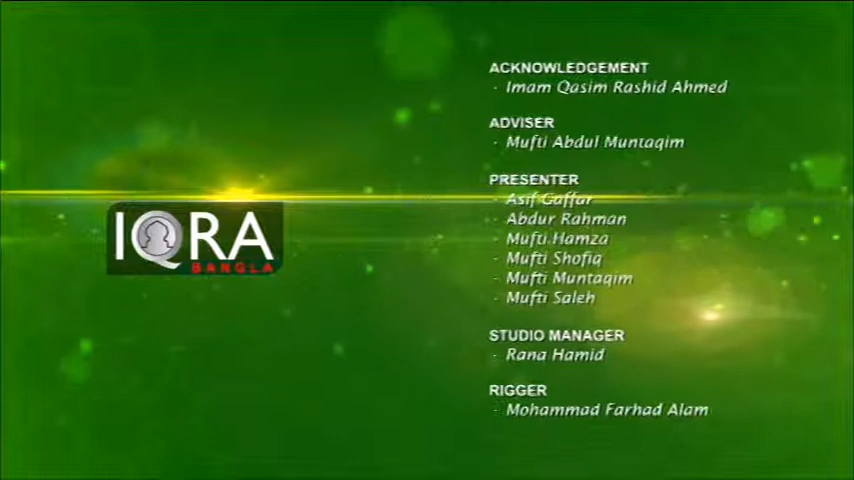 IQRA
BANGLA
ACKNOWLEDGEMENT
- Imam Qasim Rashid Ahmed
ADVISER
- Mufti Abdul Muntaqim
PRESENTER
- Asif Gaffar
- Abdur Rahman
- Mufti Hamza
- Mufti Shofiq
- Mufti Muntaqim
- Mufti Saleh
STUDIO MANAGER
- Rana Hamid
RIGGER
- Mohammad Farhad Alam